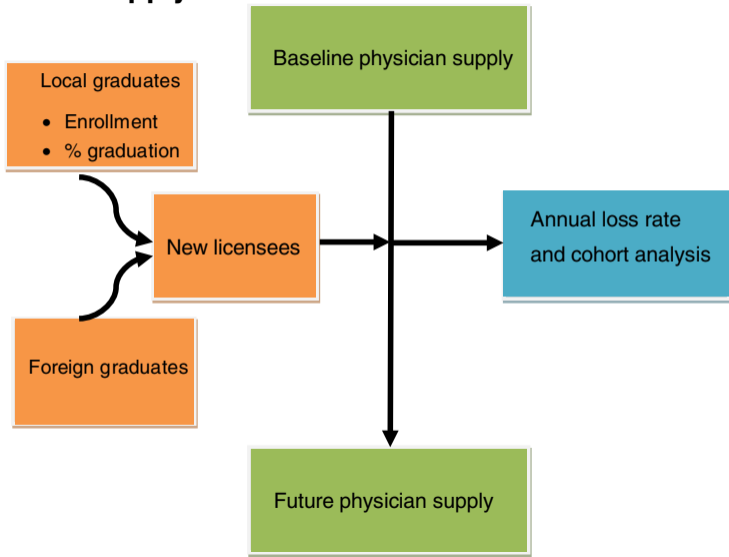 upply
Baseline physician supply
Local graduates
• Enrollment
• % graduation
New licensees
Annual loss rate
and cohort analysis
Foreign graduates
Future physician supply